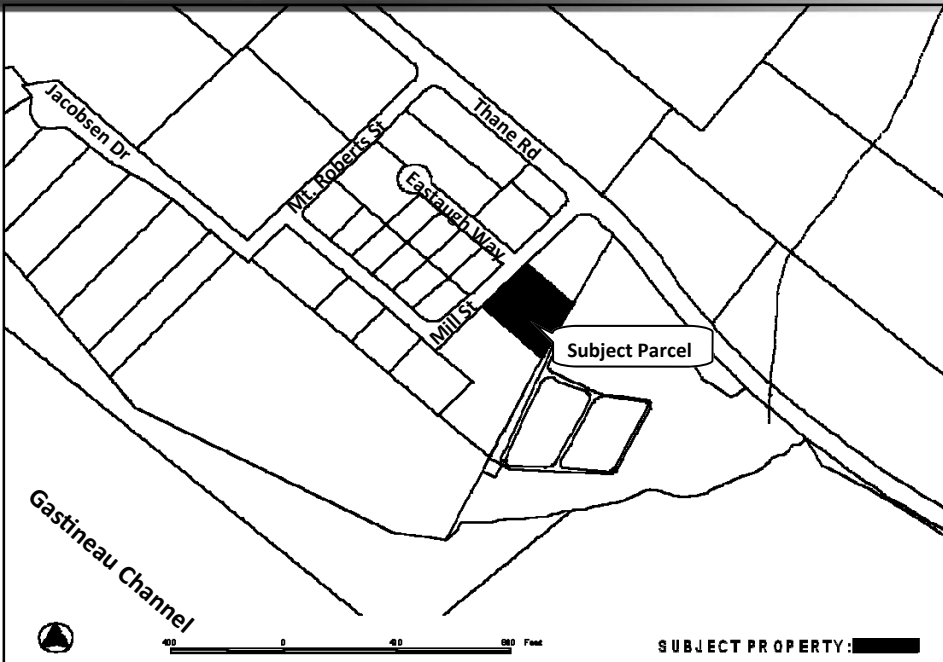 Jacobsen Dr
Mt. Roberts St
Thane Rd
Eastaugh Way
Mill St
Subject Parcel
Gastineau Channel
400 0 400 800 Feet
SUBJECT PROPERTY: